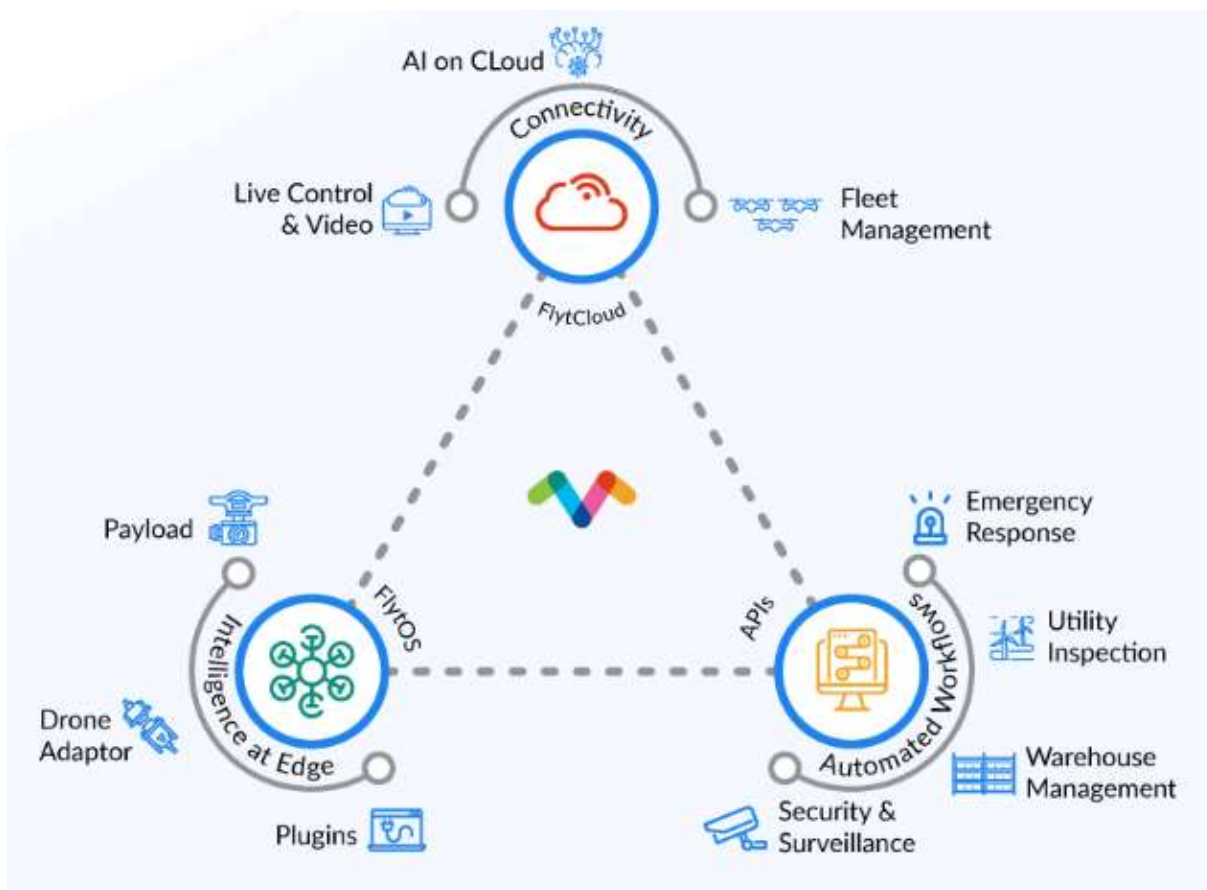 AI on CLoud
Connectivity
Live Control
& Video
Fleet
Management
FlytCloud
Payload
FlytOS
Intelligence at Edge
Drone
Adaptor
Plugins
Emergency
Response
APIs
Automated Workflows
Utility
Inspection
Warehouse
Management
Security &
Surveillance